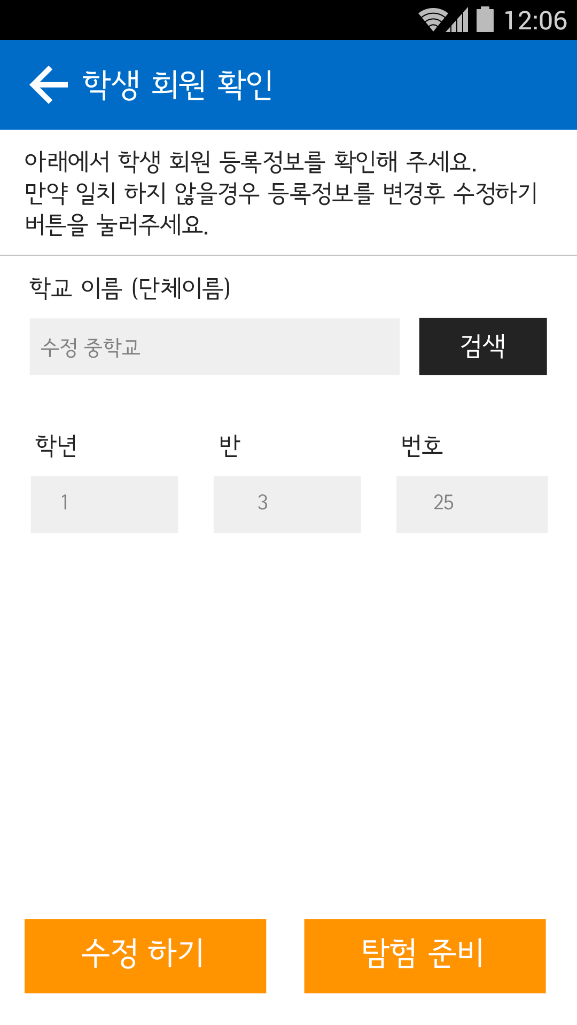 12:06
학생 회원 확인
아래에서 학생 회원 등록정보를 확인해 주세요.
만약 일치 하지 않을경우 등록정보를 변경후 수정하기
버튼을 눌러주세요.
학교 이름 (단체이름)
수정 중학교 검색
학년 반 번호
1 3 25
수정 하기 탐험 준비